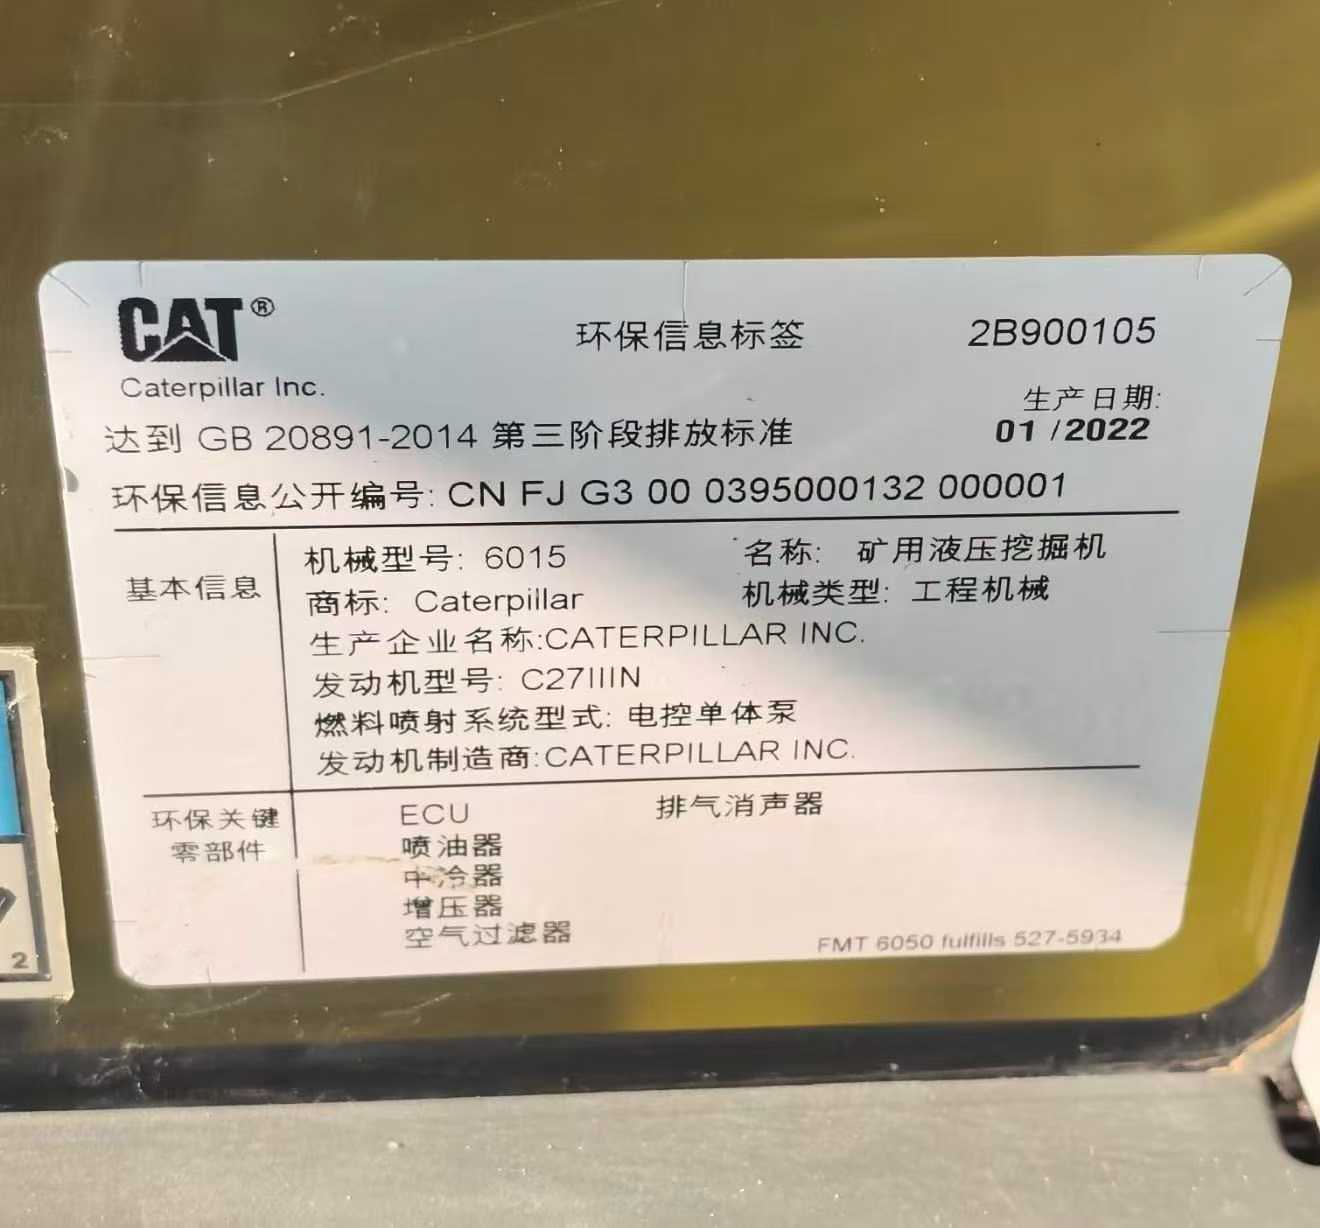 CAT®
Caterpillar Inc.
环保信息标签
2B900105
生产日期:
01 /2022
达到 GB 20891-2014 第三阶段排放标准
环保信息公开编号: CN FJ G3 00 0395000132 000001
基本信息
机械型号: 6015
名称: 矿用液压挖掘机
商标: Caterpillar
机械类型: 工程机械
生产企业名称:CATERPILLAR INC.
发动机型号: C27IIIN
燃料喷射系统型式: 电控单体泵
发动机制造商:CATERPILLAR INC.
环保关键
零部件
ECU
排气消声器
喷油器
中冷器
增压器
空气过滤器
FMT 6050 fulfills 527-5934
2